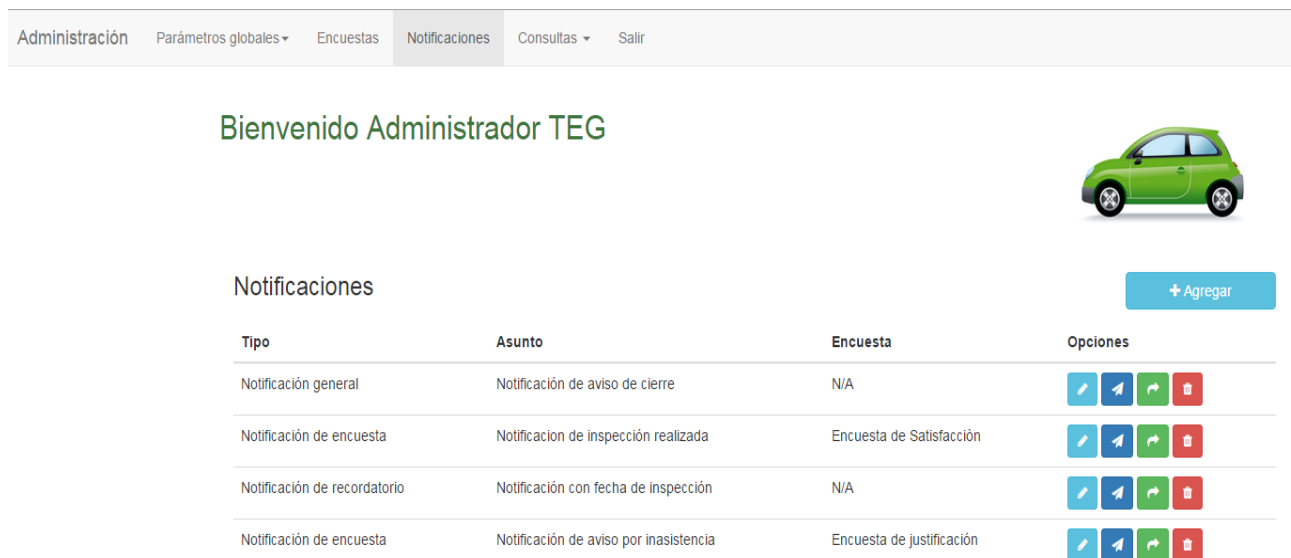 Administración Parámetros globales Encuestas Notificaciones Consultas Salir
Bienvenido Administrador TEG
Notificaciones + Agregar
Tipo Asunto Encuesta Opciones
Notificación general Notificación de aviso de cierre N/A
Notificación de encuesta Notificacion de inspección realizada Encuesta de Satisfacciòn
Notificación de recordatorio Notificación con fecha de inspección N/A
Notificación de encuesta Notificación de aviso por inasistencia Encuesta de justificación